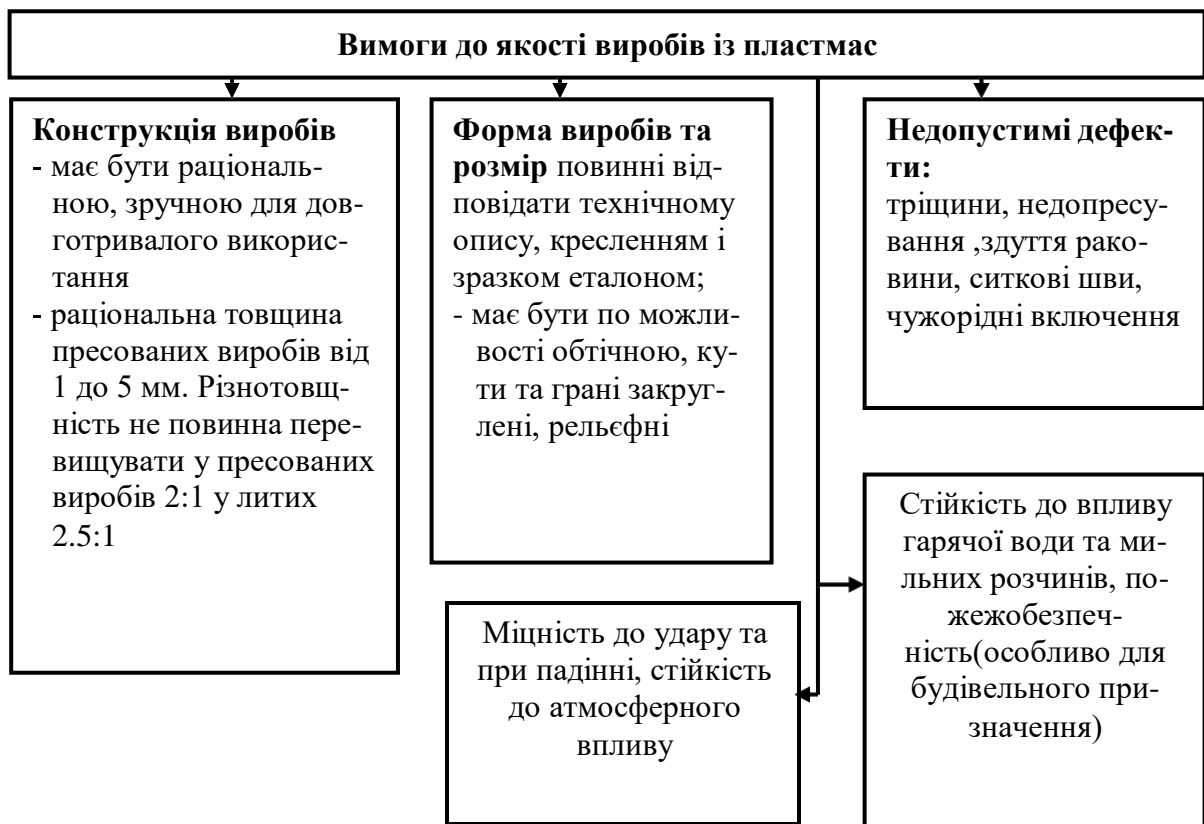 Вимоги до якості виробів із пластмас
Конструкція виробів
- має бути раціональ-
ною, зручною для дов-
готривалого викорис-
тання
- раціональна товщина
пресованих виробів від
1 до 5 мм. Різнотовщ-
ність не повинна пере-
вищувати у пресованих
виробів 2:1 у литих
2.5:1
Форма виробів та
розмір повинні від-
повідати технічному
опису, кресленням і
зразком еталоном;
- має бути по можли-
вості обтічною, ку-
ти та грані закруг-
лені, рельєфні
Недопустимі дефек-
ти:
тріщини, недопресу-
вання ,здуття рако-
вини, ситкові шви,
чужорідні включення
Міцність до удару та
при падінні, стійкість
до атмосферного
впливу
Стійкість до впливу
гарячої води та ми-
льних розчинів, по-
жежобезпеч-
ність(особливо для
будівельного при-
значення)